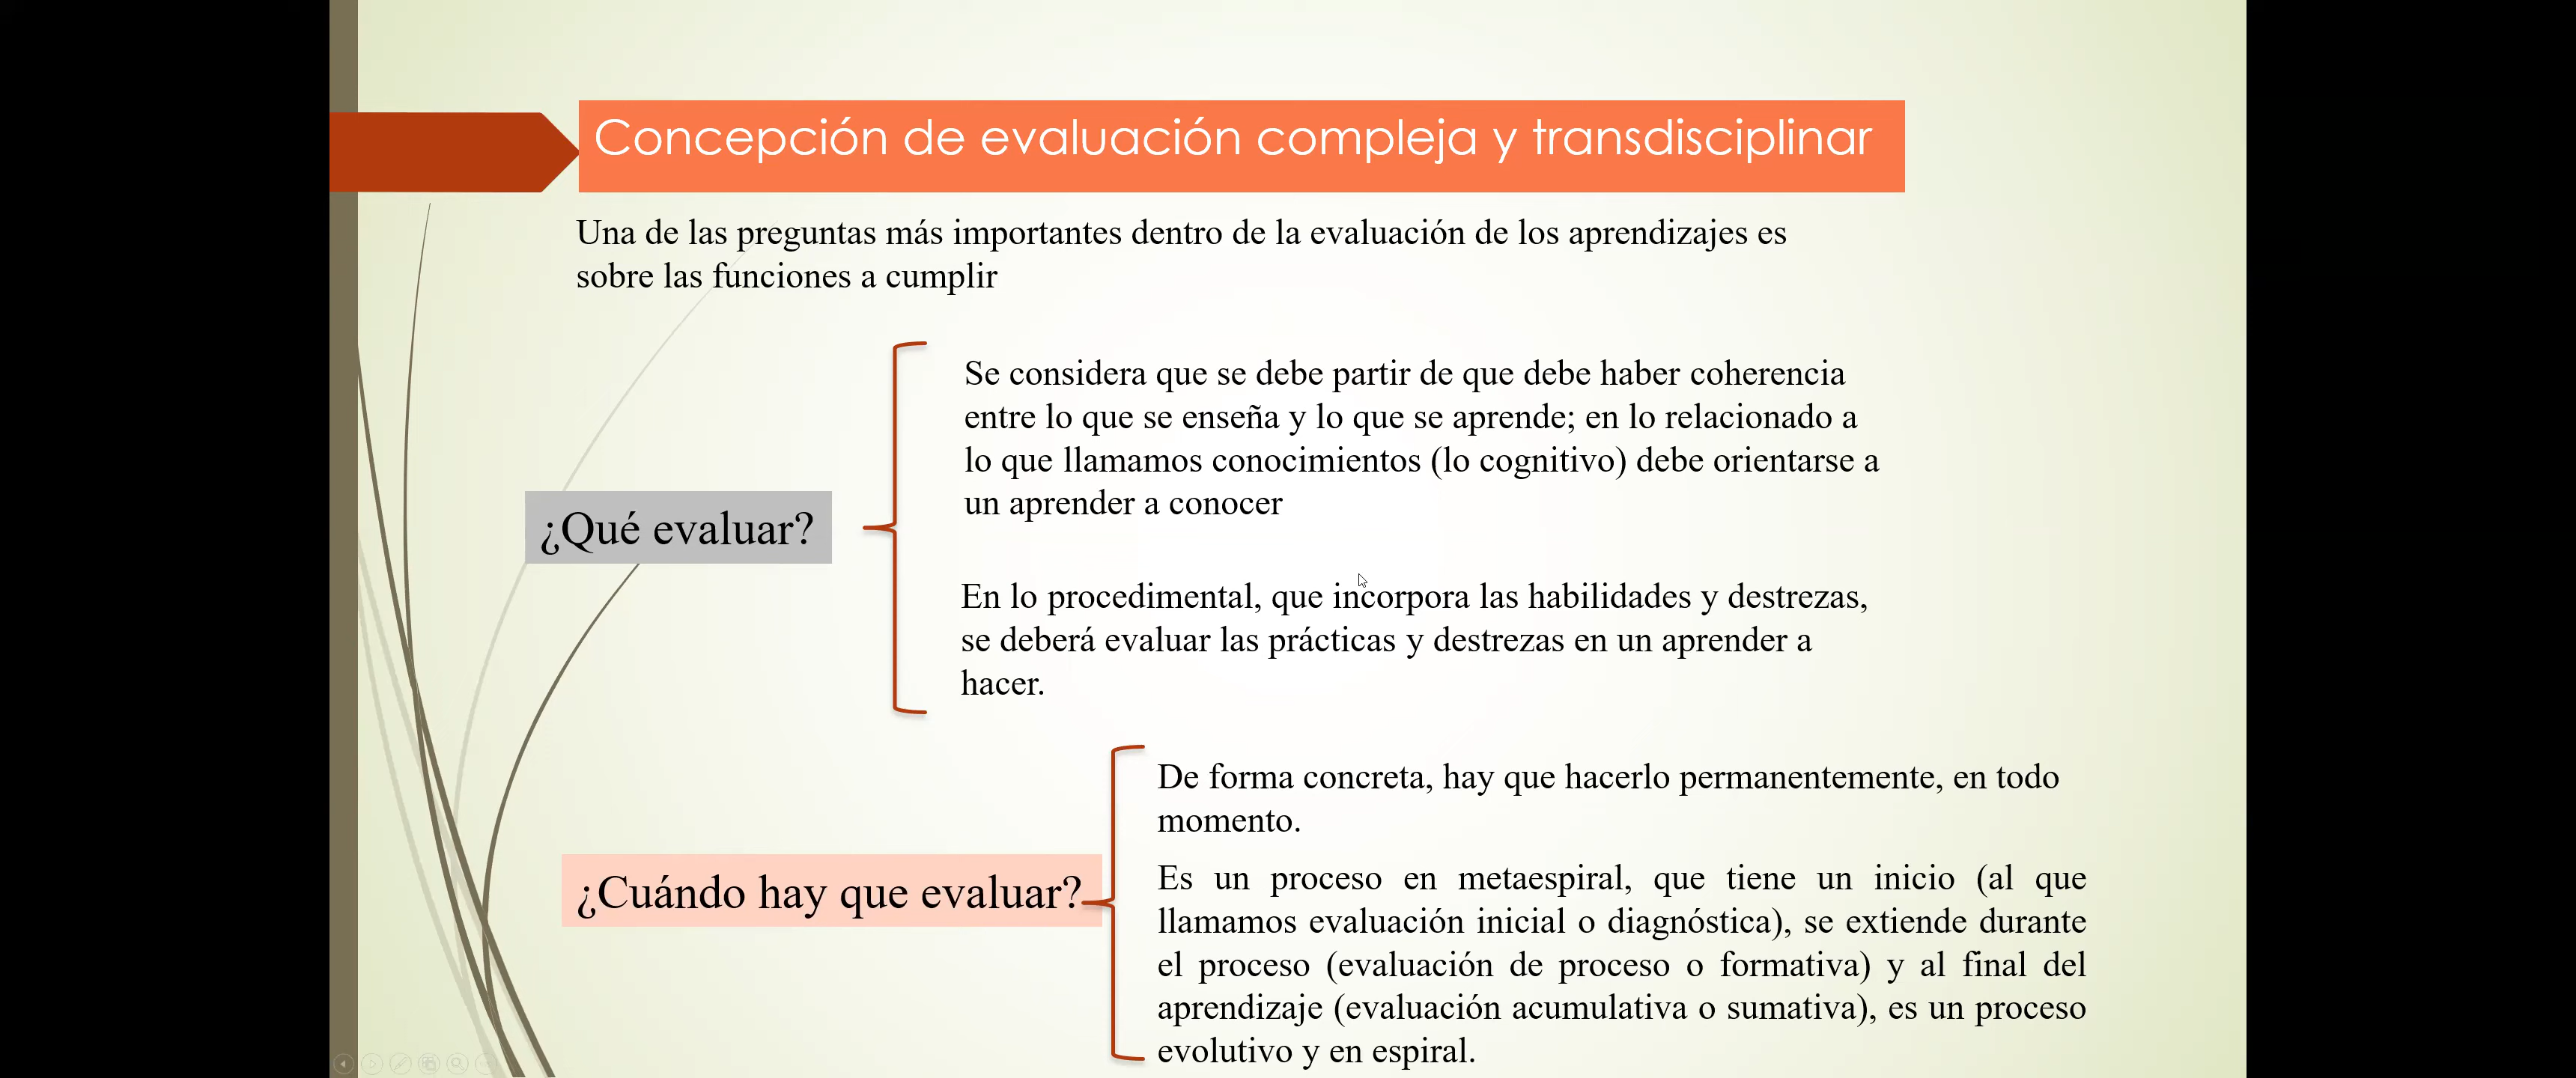 Concepción de evaluación compleja y transdisciplinar
Una de las preguntas más importantes dentro de la evaluación de los aprendizajes es
sobre las funciones a cumplir
¿Qué evaluar?
Se considera que se debe partir de que debe haber coherencia
entre lo que se enseña y lo que se aprende; en lo relacionado a
lo que llamamos conocimientos (lo cognitivo) debe orientarse a
un aprender a conocer
En lo procedimental, que incorpora las habilidades y destrezas,
se deberá evaluar las prácticas y destrezas en un aprender a
hacer.
¿Cuándo hay que evaluar?
De forma concreta, hay que hacerlo permanentemente, en todo
momento.
Es un proceso en metaespiral, que tiene un inicio (al que
llamamos evaluación inicial o diagnóstica), se extiende durante
el proceso (evaluación de proceso o formativa) y al final del
aprendizaje (evaluación acumulativa o sumativa), es un proceso
evolutivo y en espiral.